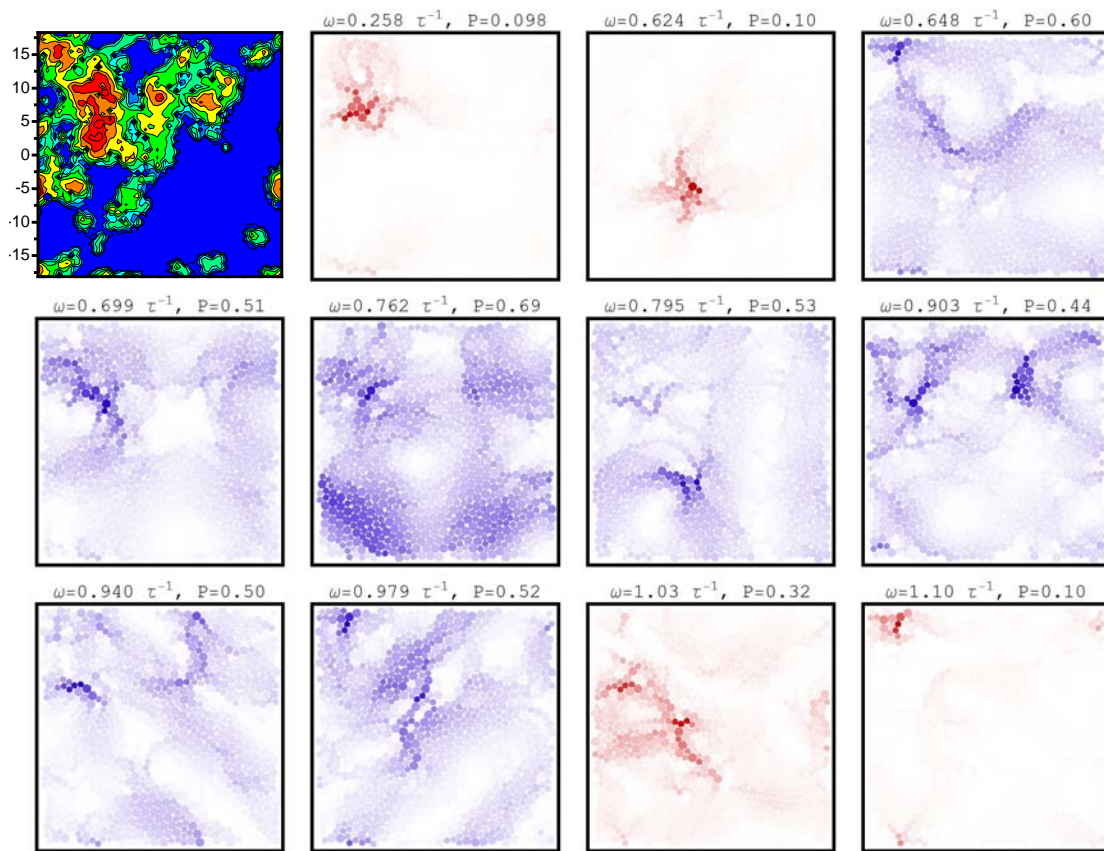 ω=0.258 τ⁻¹, P=0.098
ω=0.624 τ⁻¹, P=0.10
ω=0.648 τ⁻¹, P=0.60
15
10
5
0
-5
-10
-15
ω=0.699 τ⁻¹, P=0.51
ω=0.762 τ⁻¹, P=0.69
ω=0.795 τ⁻¹, P=0.53
ω=0.903 τ⁻¹, P=0.44
ω=0.940 τ⁻¹, P=0.50
ω=0.979 τ⁻¹, P=0.52
ω=1.03 τ⁻¹, P=0.32
ω=1.10 τ⁻¹, P=0.10